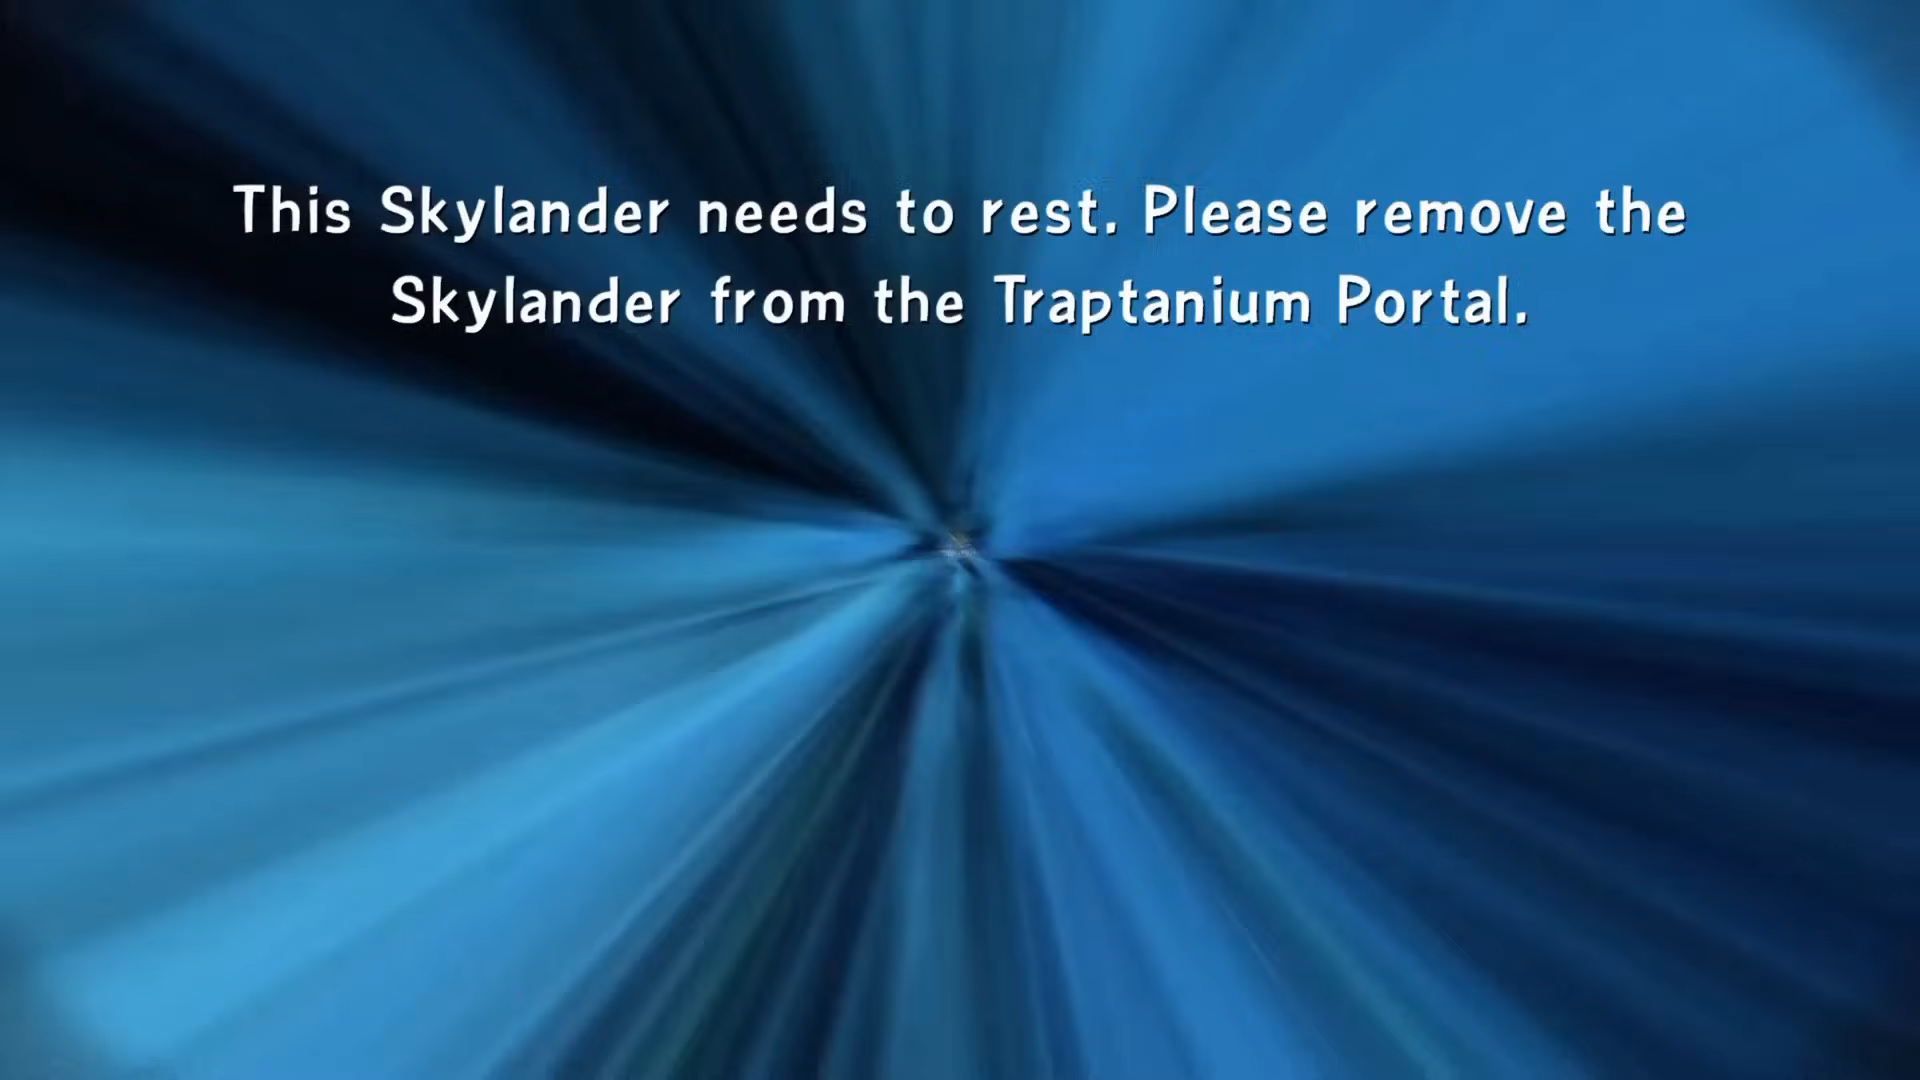 This Skylander needs to rest. Please remove the
Skylander from the Traptanium Portal.